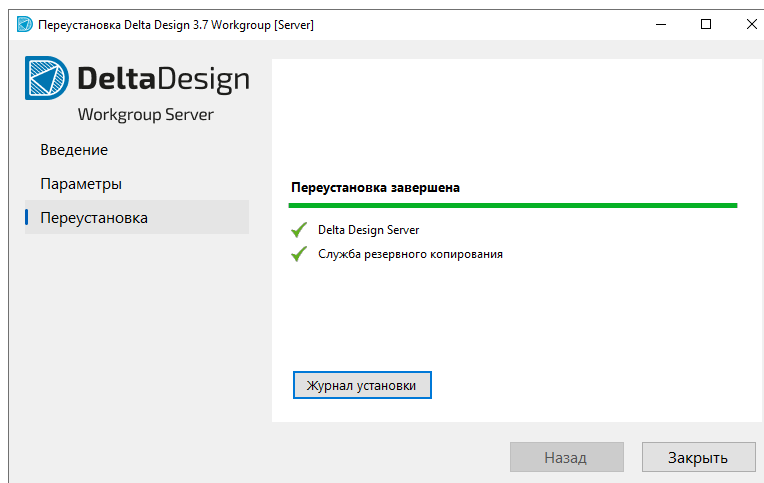 Переустановка Delta Design 3.7 Workgroup [Server]
DeltaDesign
Workgroup Server
Введение
Параметры
Переустановка
Переустановка завершена
Delta Design Server
Служба резервного копирования
Журнал установки
Назад
Закрыть